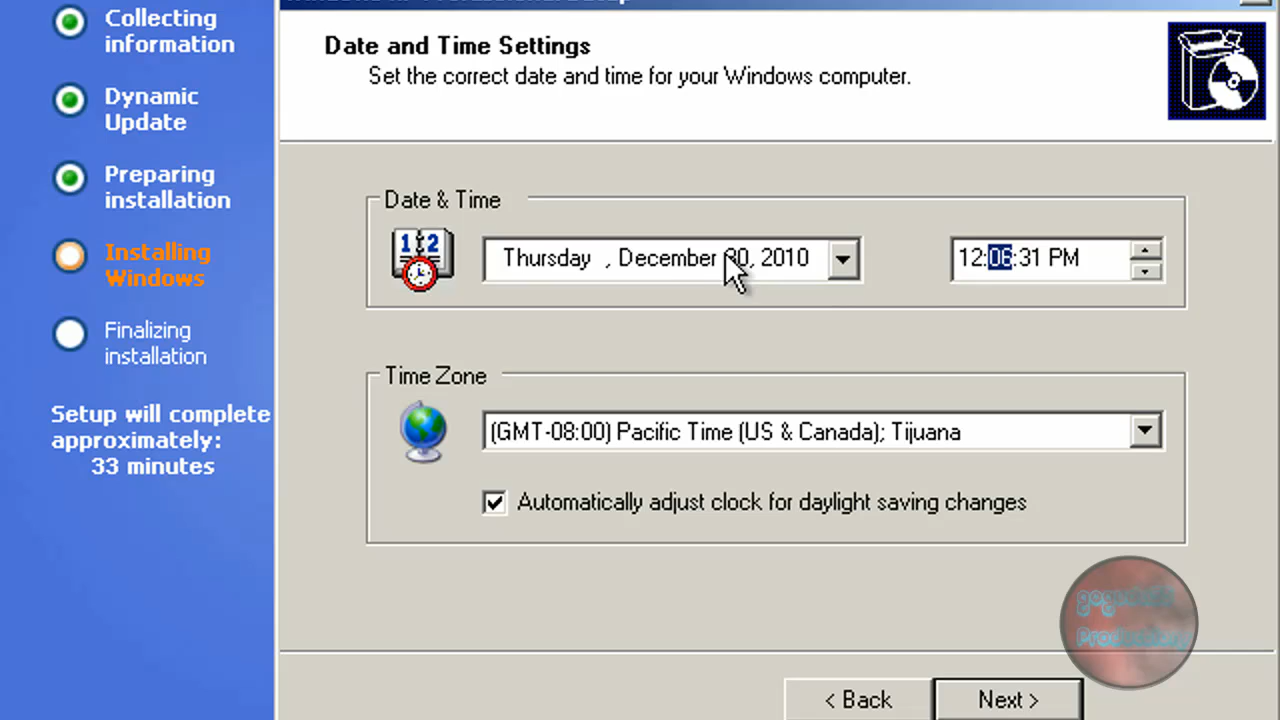 Collecting
information
Dynamic
Update
Preparing
installation
Installing
Windows
Finalizing
installation
Setup will complete
approximately:
33 minutes
Date and Time Settings
Set the correct date and time for your Windows computer.
Date & Time
12
Thursday , December 30, 2010
12:06:31 PM
Time Zone
(GMT-08:00) Pacific Time (US & Canada); Tijuana
Automatically adjust clock for daylight saving changes
< Back
Next >